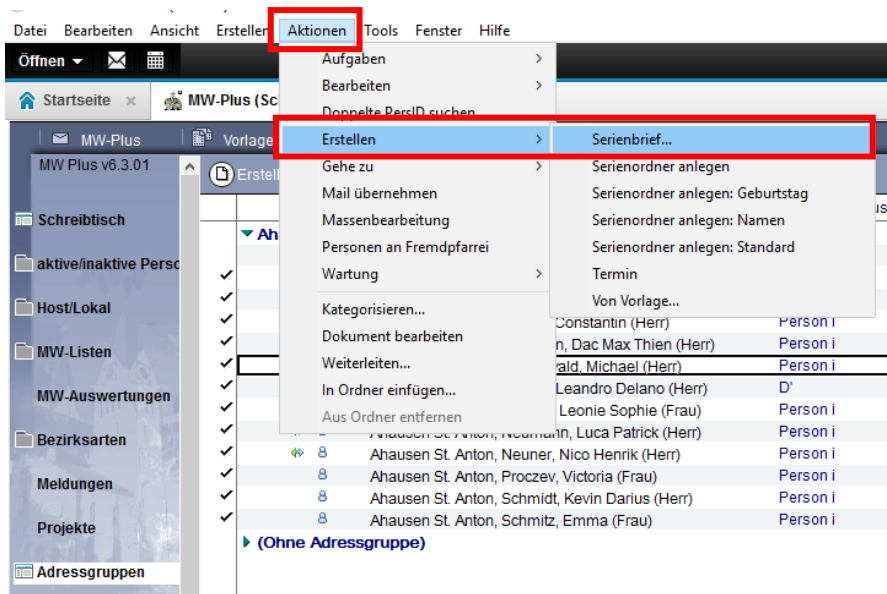 Datei Bearbeiten Ansicht Erstellen Aktionen Tools Fenster Hilfe
Öffnen
Startseite MW-Plus (Sc
MW-Plus Vorlage
MW Plus v6.3.01
Erstell
Schreibtisch
aktive/inaktive Perso
Host/Lokal
MW-Listen
MW-Auswertungen
Bezirksarten
Meldungen
Projekte
Adressgruppen
Aufgaben
Bearbeiten
Doppelte PersID suchen
Erstellen
Gehe zu
Mail übernehmen
Massenbearbeitung
Personen an Fremdpfarrei
Wartung
Kategorisieren...
Dokument bearbeiten
Weiterleiten...
In Ordner einfügen...
Aus Ordner entfernen
Serienbrief...
Serienordner anlegen
Serienordner anlegen: Geburtstag
Serienordner anlegen: Namen
Serienordner anlegen: Standard
Termin
Von Vorlage...
Ah
Constantin (Herr) Person i
n, Dac Max Thien (Herr) Person i
vald, Michael (Herr) Person i
Leandro Delano (Herr) D'
Leonie Sophie (Frau) Person i
Ahausen St. Anton, Neumann, Luca Patrick (Herr) Person i
Ahausen St. Anton, Neuner, Nico Henrik (Herr) Person i
Ahausen St. Anton, Proczev, Victoria (Frau) Person i
Ahausen St. Anton, Schmidt, Kevin Darius (Herr) Person i
Ahausen St. Anton, Schmitz, Emma (Frau) Person i
(Ohne Adressgruppe)